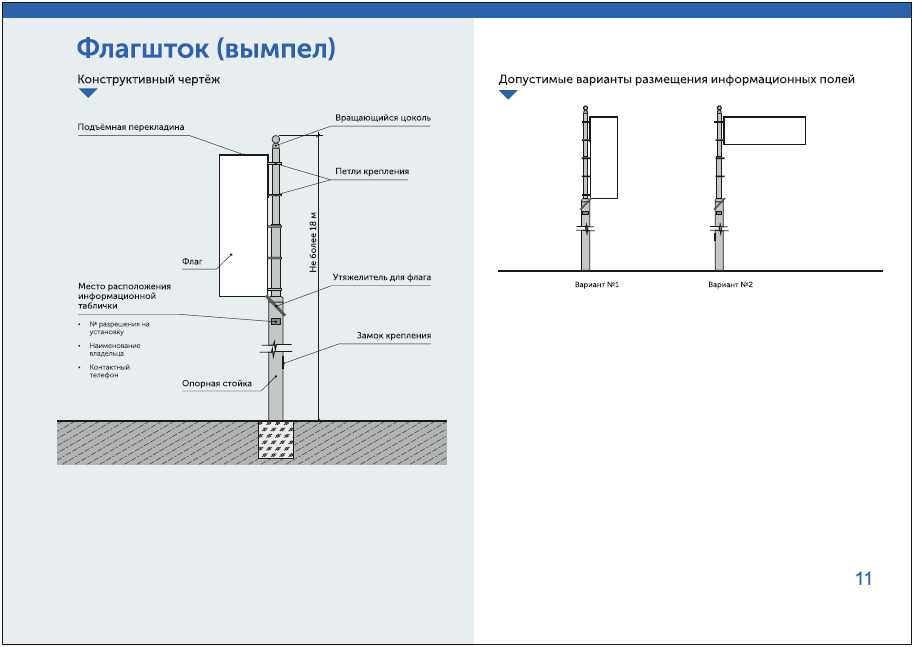 Флагшток (вымпел)
Конструктивный чертёж
Вращающийся цоколь
Подъёмная перекладина
Петли крепления
Не более 18 м
Флаг
Утяжелитель для флага
Место расположения
информационной
таблички
• № разрешения на
установку
• Наименование
владельца
• Контактный
телефон
Замок крепления
Опорная стойка
Допустимые варианты размещения информационных полей
Вариант №1
Вариант №2
11